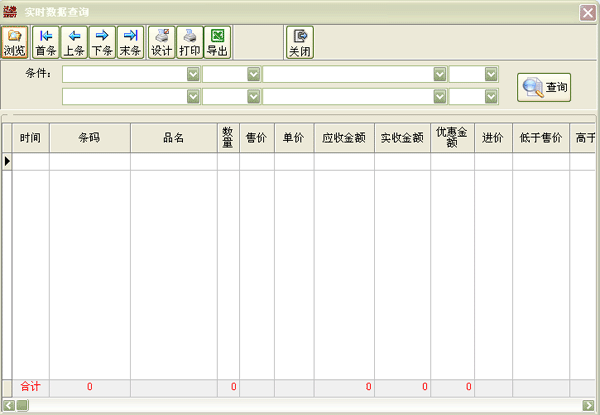 实时数据查询
浏览 首条 上条 下条 末条 设计 打印 导出 关闭
条件：
查询
时间 条码 品名 数量 售价 单价 应收金额 实收金额 优惠金额 进价 低于售价 高于
合计 0 0 0 0 0